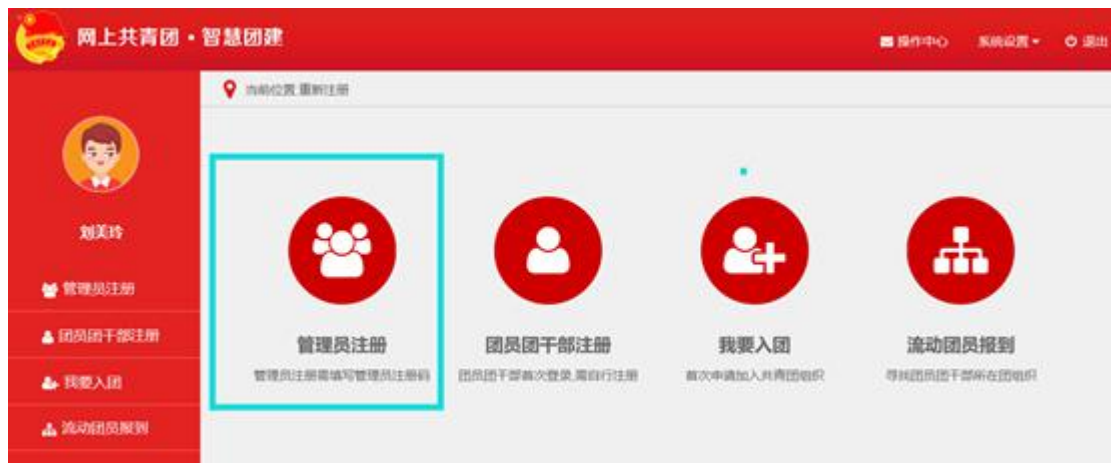 网上共青团·智慧团建
操作中心 系统设置 退出
当前位置:重新注册
刘美玲
管理员注册
团员团干部注册
我要入团
流动团员报到
管理员注册
管理员注册需填写管理员注册码
团员团干部注册
团员团干部首次登录,需自行注册
我要入团
首次申请加入共青团组织
流动团员报到
寻找团员团干部所在团组织